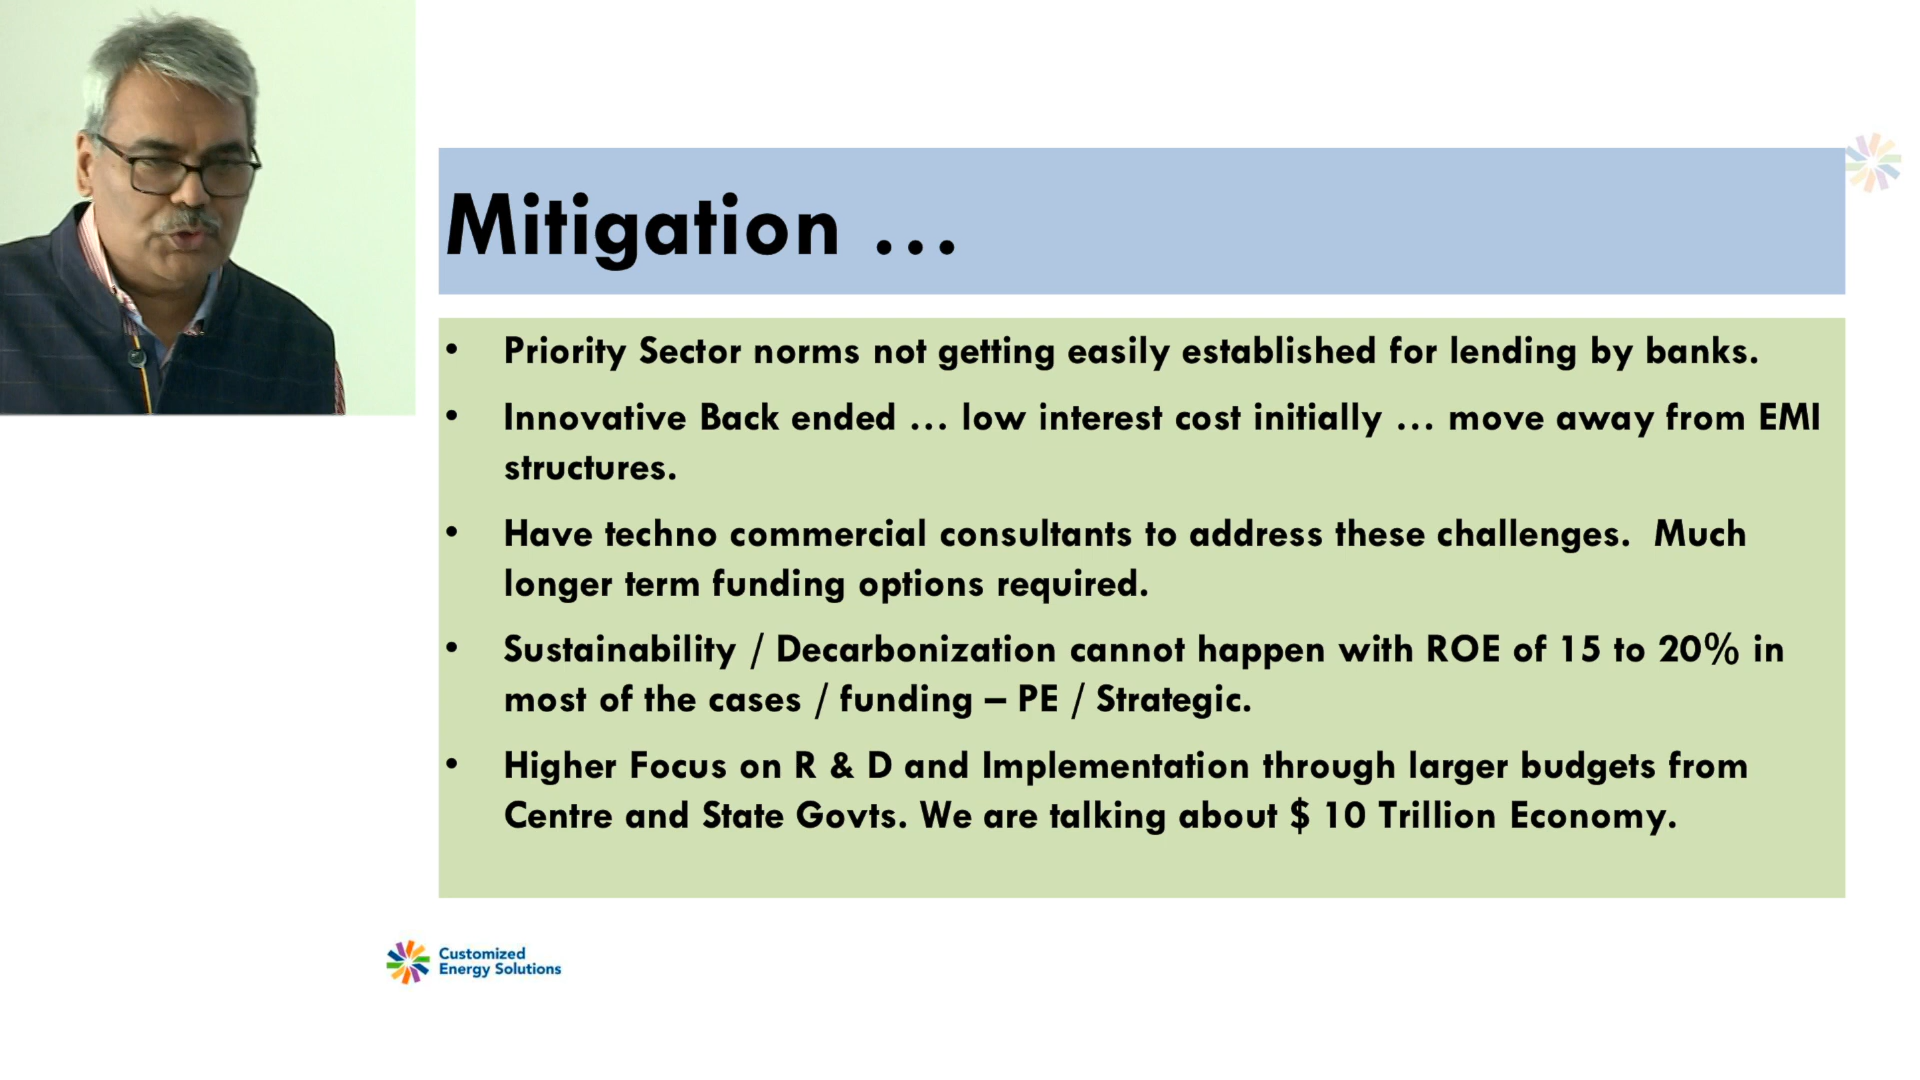 Mitigation ...
• Priority Sector norms not getting easily established for lending by banks.
• Innovative Back ended ... low interest cost initially ... move away from EMI
structures.
• Have techno commercial consultants to address these challenges.  Much
longer term funding options required.
• Sustainability / Decarbonization cannot happen with ROE of 15 to 20% in
most of the cases / funding – PE / Strategic.
• Higher Focus on R & D and Implementation through larger budgets from
Centre and State Govts. We are talking about $ 10 Trillion Economy.
Customized
Energy Solutions